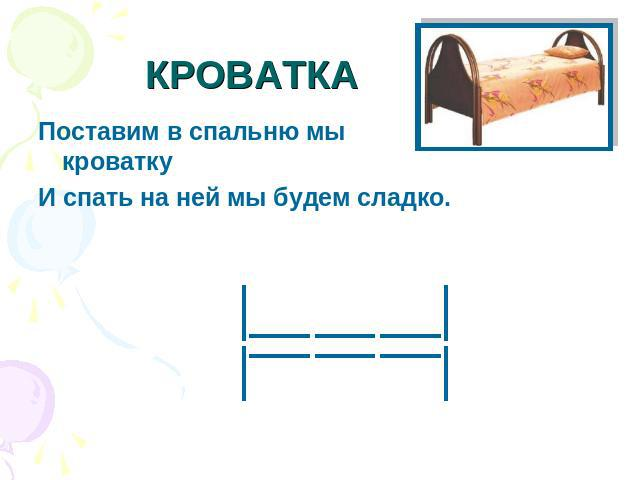 КРОВАТКА
Поставим в спальню мы
кроватку
И спать на ней мы будем сладко.